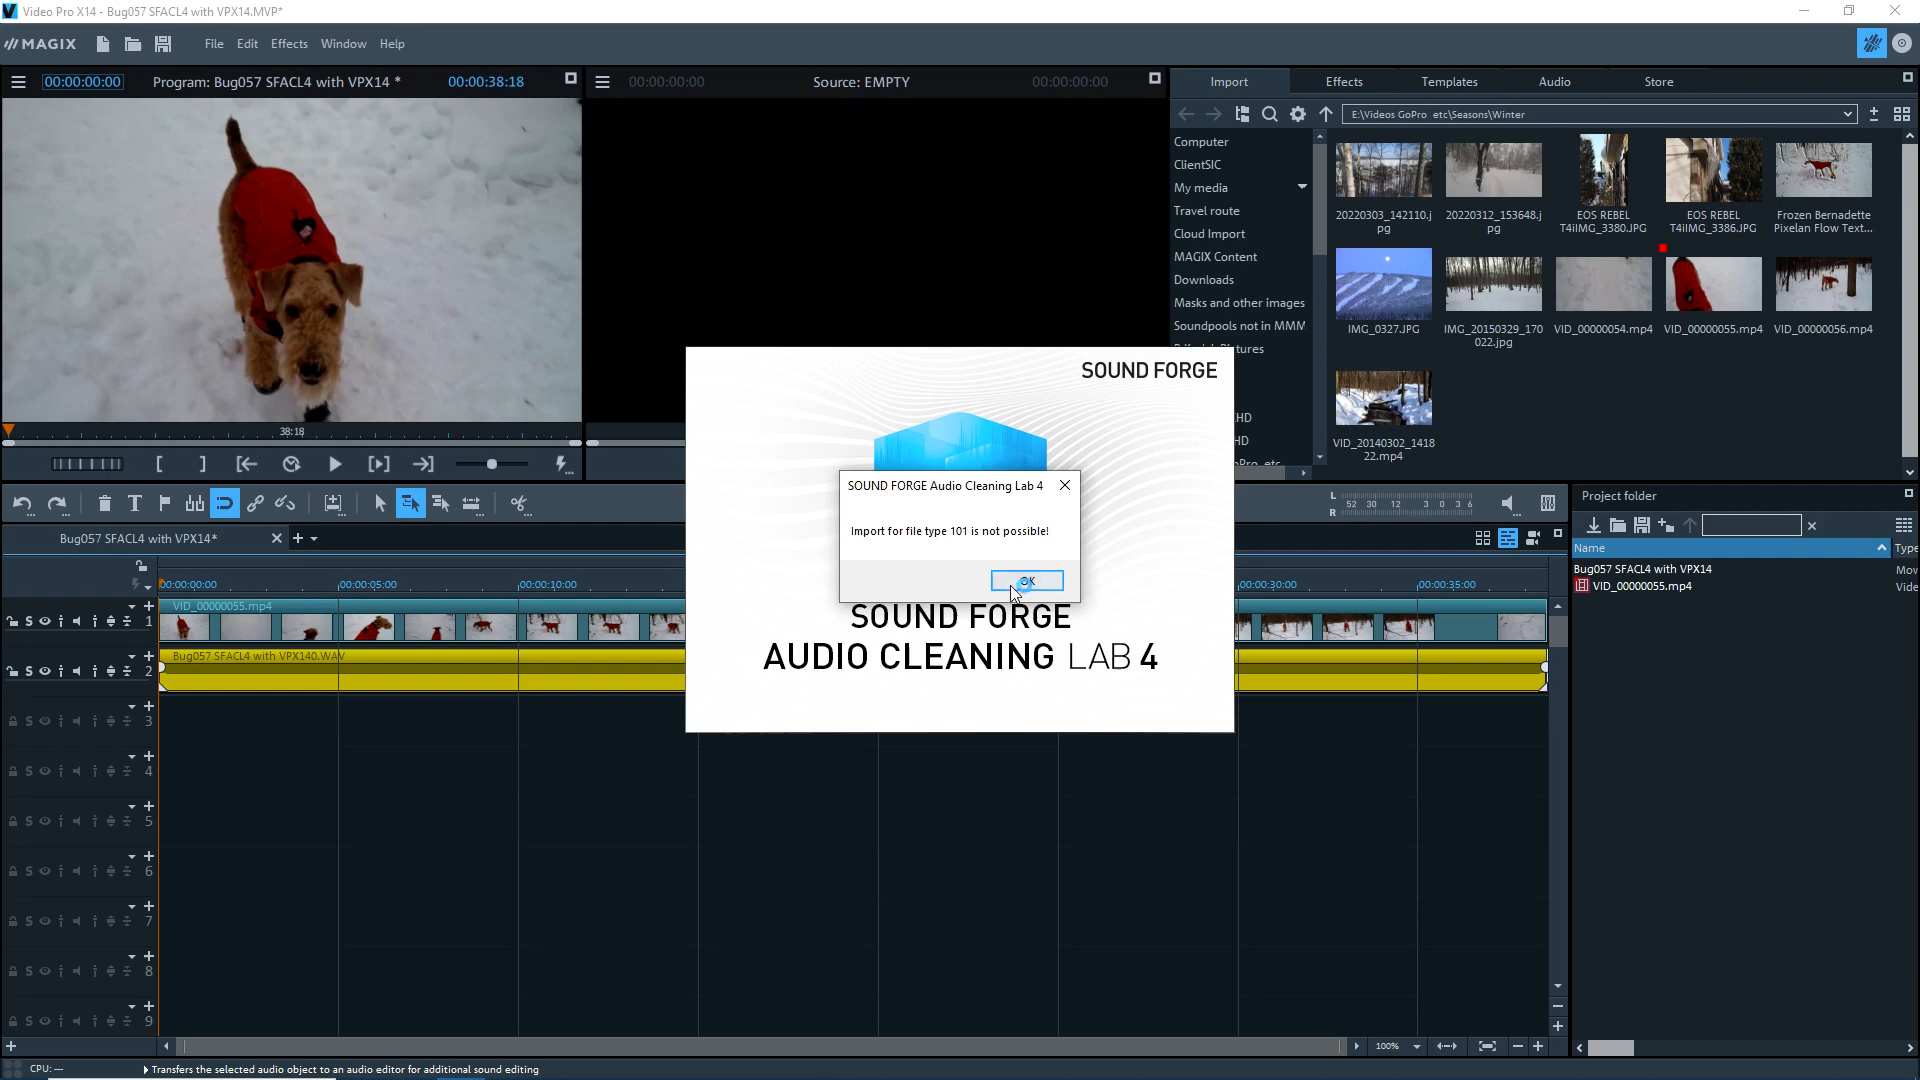 Video Pro X14 - Bug057 SFACL4 with VPX14.MVP*
MAGIX
File Edit Effects Window Help
00:00:00:00 Program: Bug057 SFACL4 with VPX14 * 00:00:38:18
00:00:00:00 Source: EMPTY 00:00:00:00
Import Effects Templates Audio Store
E:\Videos GoPro etc\Seasons\Winter
Computer
ClientSIC
My media
Travel route
Cloud Import
MAGIX Content
Downloads
Masks and other images
Soundpools not in MMM
tures
HD
HD
20220303_142110.j
pg
20220312_153648.j
pg
EOS REBEL
T4iIMG_3380.JPG
EOS REBEL
T4iIMG_3386.JPG
Frozen Bernadette
Pixelan Flow Text...
IMG_0327.JPG
IMG_20150329_170
022.jpg
VID_00000054.mp4
VID_00000055.mp4
VID_00000056.mp4
VID_20140302_1418
22.mp4
38:18
SOUND FORGE
SOUND FORGE Audio Cleaning Lab 4
Import for file type 101 is not possible!
OK
SOUND FORGE
AUDIO CLEANING LAB 4
L
R
52 30 12 3 0 3 6
Project folder
Name Type
Bug057 SFACL4 with VPX14 Mov
VID_00000055.mp4 Vide
Bug057 SFACL4 with VPX14*
00:00:00:00 00:00:05:00 00:00:10:00 00:00:30:00 00:00:35:00
VID_00000055.mp4
S 1
Bug057 SFACL4 with VPX140.WAV
S 2
S 3
S 4
S 5
S 6
S 7
S 8
S 9
100%
CPU: —
Transfers the selected audio object to an audio editor for additional sound editing